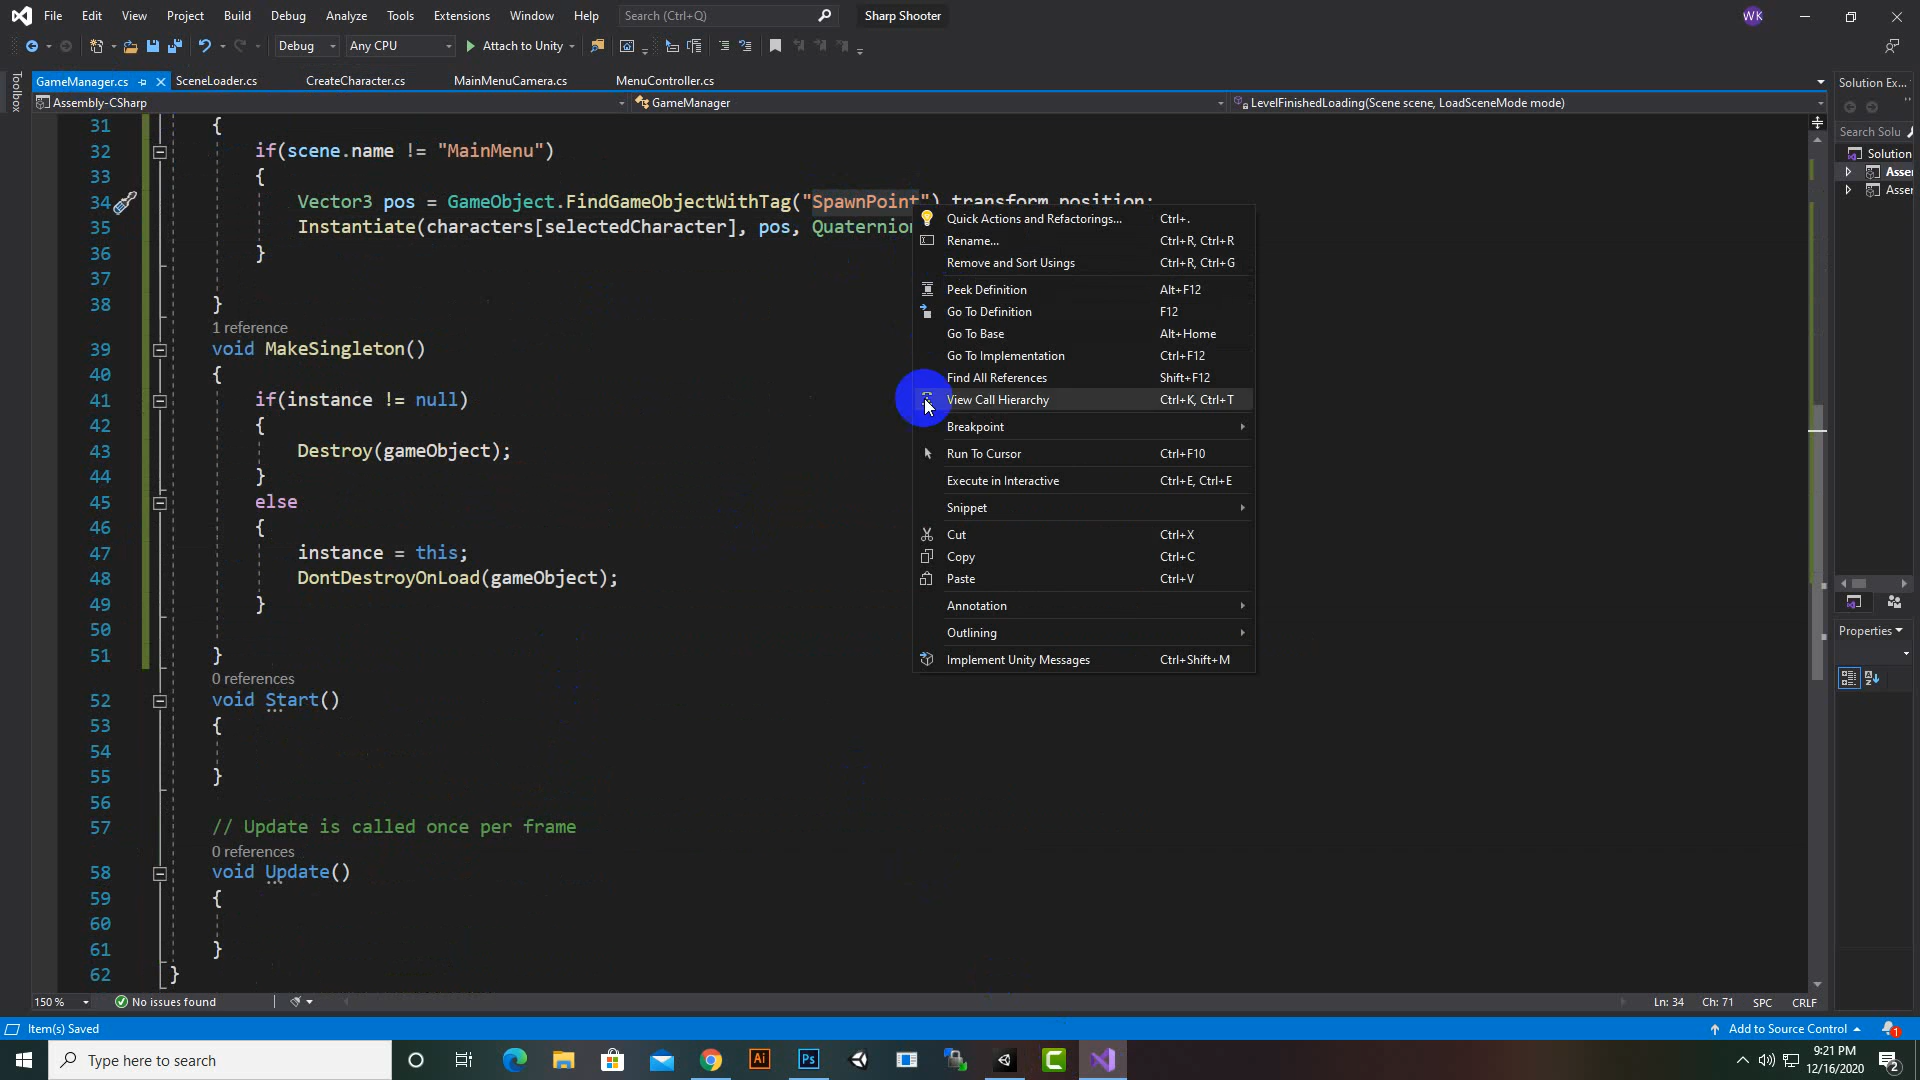 File Edit View Project Build Debug Analyze Tools Extensions Window Help Search (Ctrl+Q) Sharp Shooter WK
Debug Any CPU Attach to Unity
GameManager.cs SceneLoader.cs CreateCharacter.cs MainMenuCamera.cs MenuController.cs
Assembly-CSharp GameManager LevelFinishedLoading(Scene scene, LoadSceneMode mode)
Toolbox
31 {
32 if(scene.name != "MainMenu")
33 {
34 Vector3 pos = GameObject.FindGameObjectWithTag("SpawnPoint").transform.position;
35 Instantiate(characters[selectedCharacter], pos, Quaternion
36 }
37
38 }
1 reference
39 void MakeSingleton()
40 {
41 if(instance != null)
42 {
43 Destroy(gameObject);
44 }
45 else
46 {
47 instance = this;
48 DontDestroyOnLoad(gameObject);
49 }
50
51 }
0 references
52 void Start()
53 {
54
55 }
56
57 // Update is called once per frame
0 references
58 void Update()
59 {
60
61 }
62 }
Quick Actions and Refactorings... Ctrl+.
Rename... Ctrl+R, Ctrl+R
Remove and Sort Usings Ctrl+R, Ctrl+G
Peek Definition Alt+F12
Go To Definition F12
Go To Base Alt+Home
Go To Implementation Ctrl+F12
Find All References Shift+F12
View Call Hierarchy Ctrl+K, Ctrl+T
Breakpoint
Run To Cursor Ctrl+F10
Execute in Interactive Ctrl+E, Ctrl+E
Snippet
Cut Ctrl+X
Copy Ctrl+C
Paste Ctrl+V
Annotation
Outlining
Implement Unity Messages Ctrl+Shift+M
Solution Ex...
Search Solu
Solution
Asse
Asse
Properties
150 % No issues found Ln: 34 Ch: 71 SPC CRLF
Item(s) Saved Add to Source Control 1
Type here to search Ai Ps 9:21 PM
12/16/2020 2